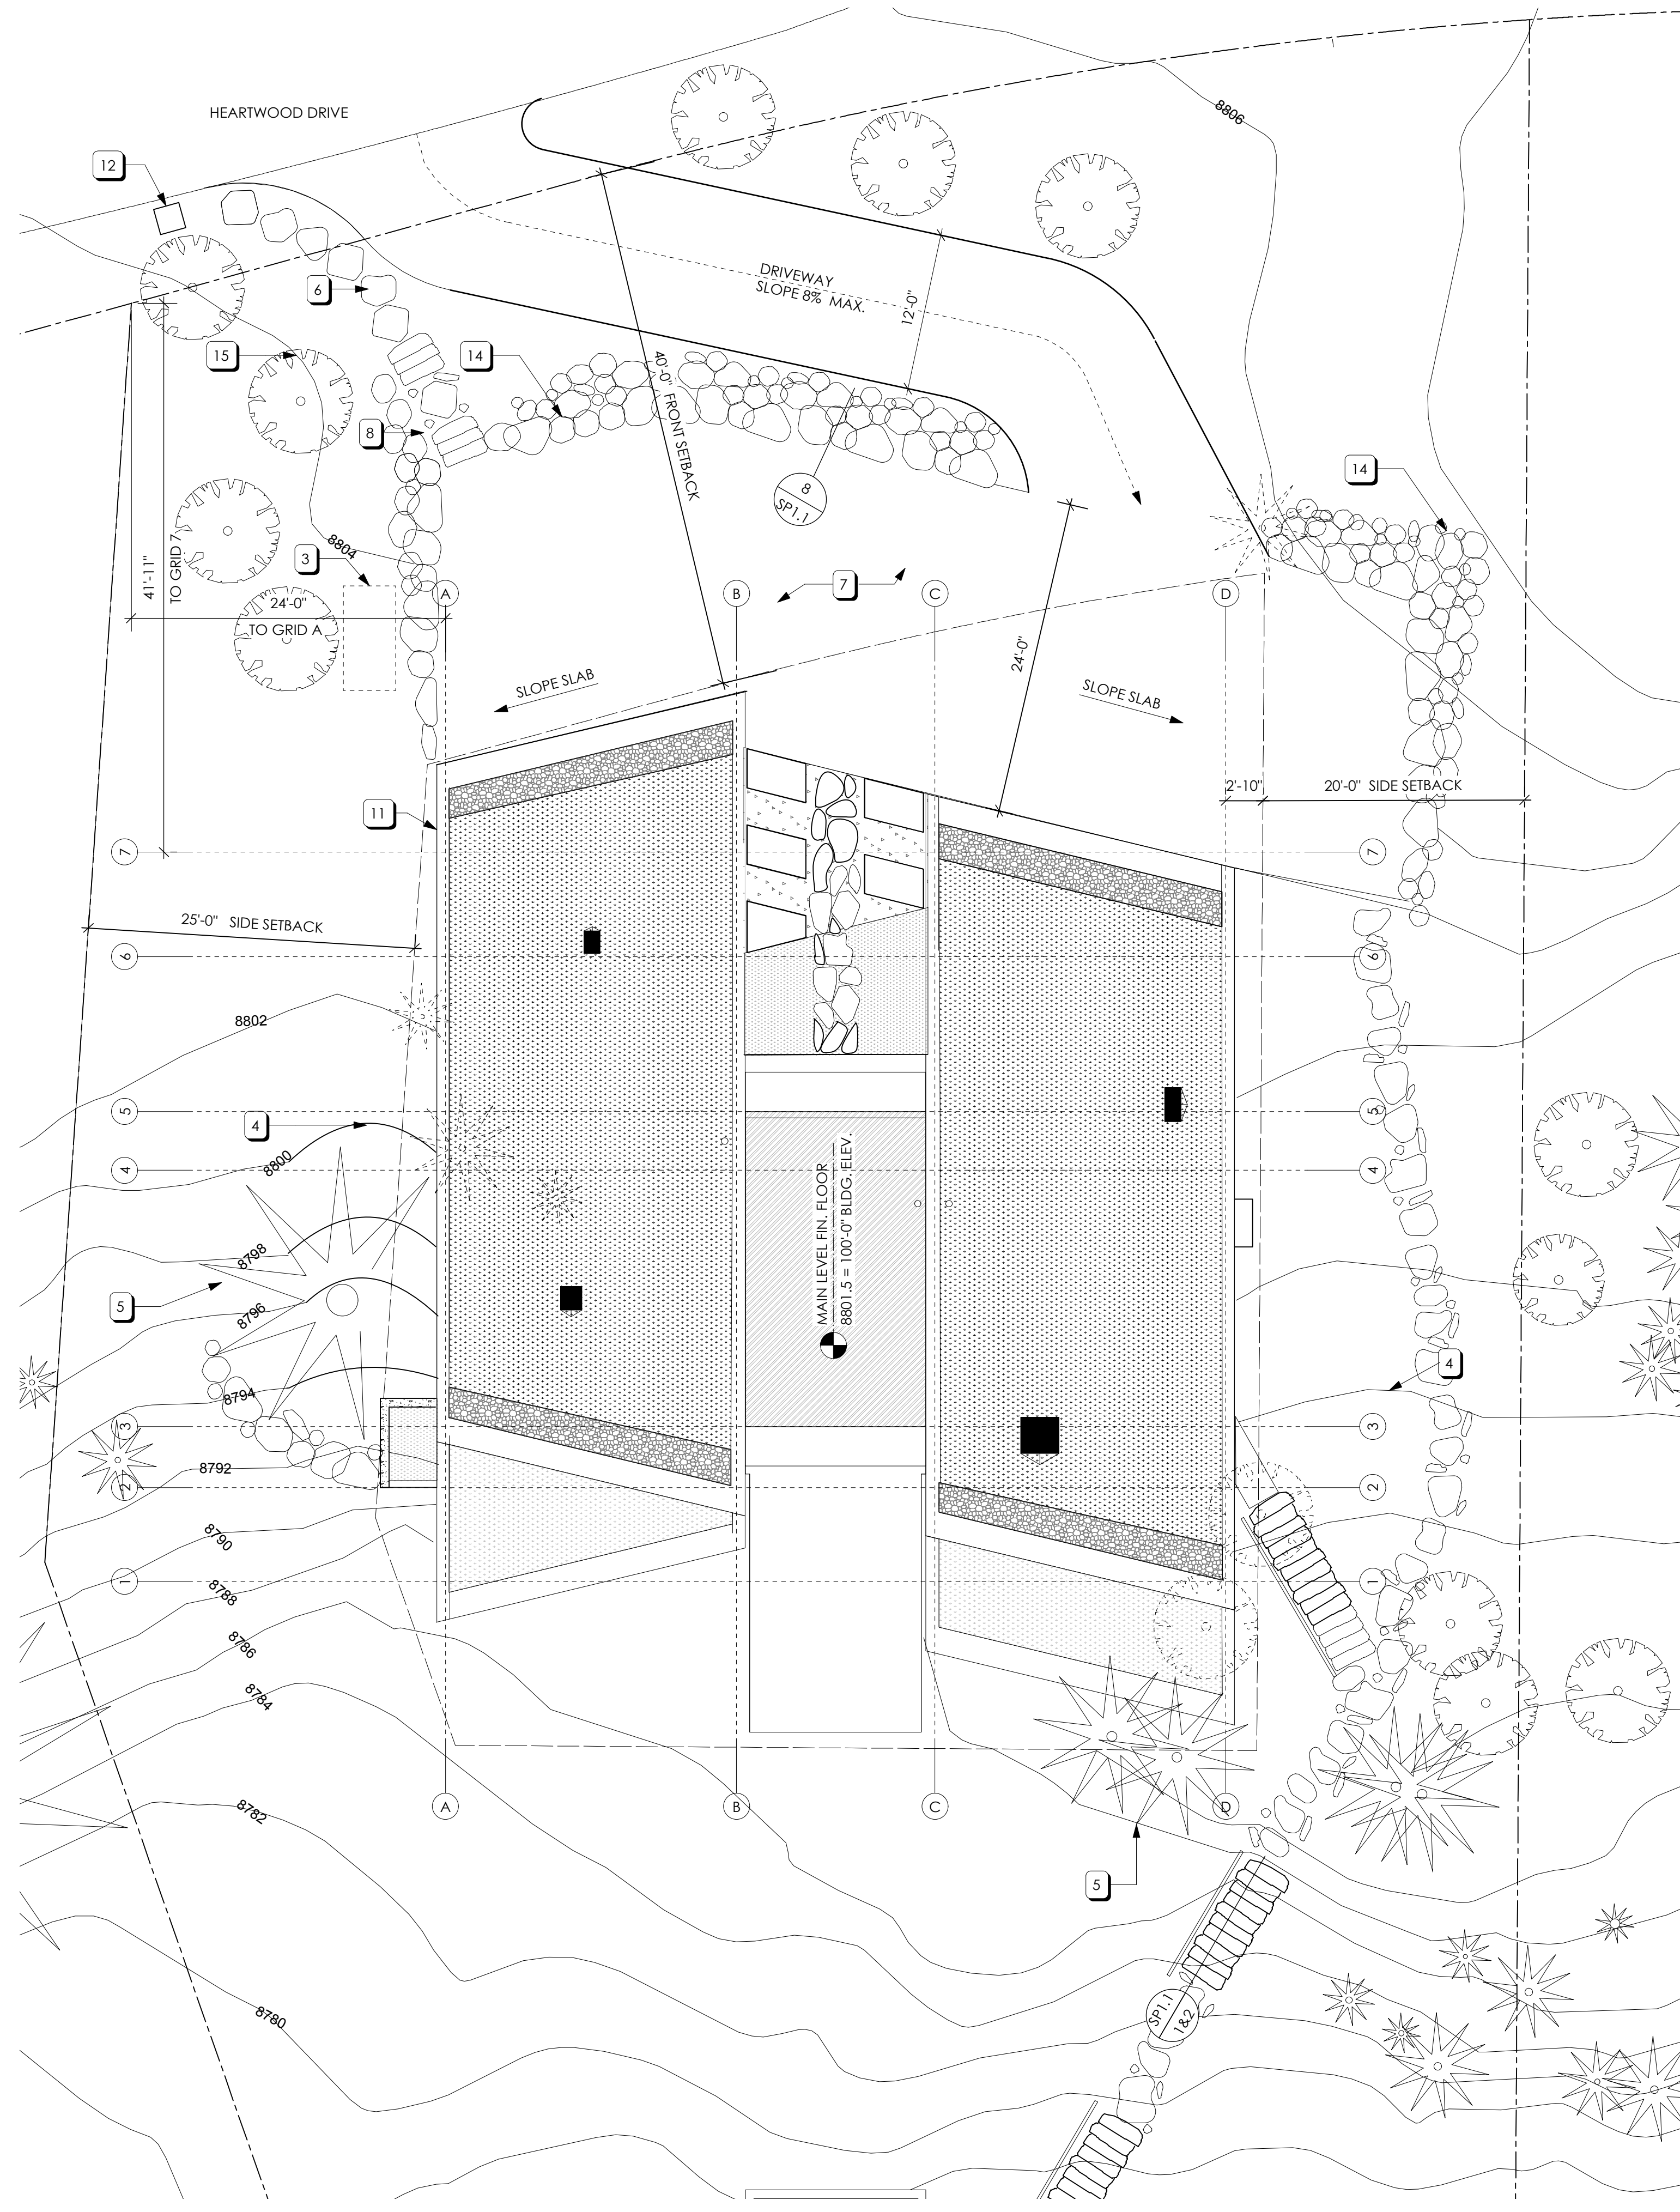 HEARTWOOD DRIVE
8806
12
6
DRIVEWAY
SLOPE 8% MAX.
12'-0"
15
14
40'-0" FRONT SETBACK
8
8
SP1.1
14
8804
3
41'-11"
TO GRID 7
24'-0"
TO GRID A
A
B
C
D
7
24'-0"
SLOPE SLAB
SLOPE SLAB
2'-10"
20'-0" SIDE SETBACK
11
7
7
25'-0" SIDE SETBACK
6
6
8802
5
5
4
8800
4
4
MAIN LEVEL FIN. FLOOR
8801.5 = 100'-0" BLDG. ELEV.
8798
5
8796
4
8794
3
3
8792
2
2
8790
1
1
8788
8786
8784
8782
A
B
C
D
5
8780
SP1.1
1&2